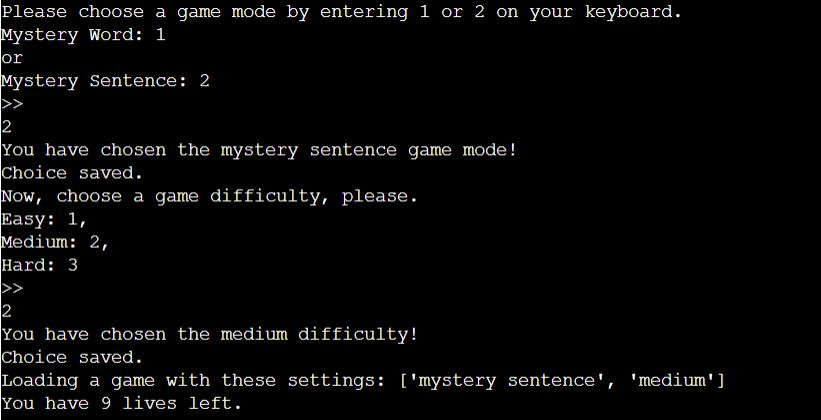 Please choose a game mode by entering 1 or 2 on your keyboard.
Mystery Word: 1
or
Mystery Sentence: 2
>>
2
You have chosen the mystery sentence game mode!
Choice saved.
Now, choose a game difficulty, please.
Easy: 1,
Medium: 2,
Hard: 3
>>
2
You have chosen the medium difficulty!
Choice saved.
Loading a game with these settings: ['mystery sentence', 'medium']
You have 9 lives left.